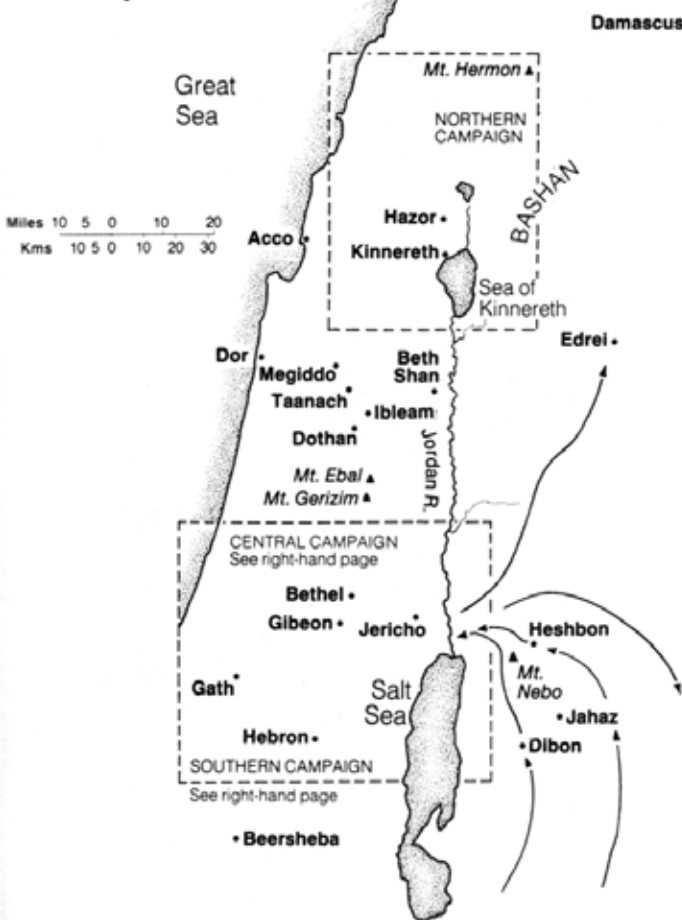 Damascus
Mt. Hermon
Great
Sea
NORTHERN
CAMPAIGN
BASHAN
Miles 10 5 0 10 20
Kms 10 5 0 10 20 30
Hazor
Acco
Kinnereth
Sea of
Kinnereth
Edrei
Dor
Megiddo
Beth
Shan
Taanach
Ibleam
Dothan
Jordan R.
Mt. Ebal
Mt. Gerizim
CENTRAL CAMPAIGN
See right-hand page
Bethel
Gibeon
Jericho
Heshbon
Mt.
Nebo
Gath
Salt
Sea
Jahaz
Hebron
Dibon
SOUTHERN CAMPAIGN
See right-hand page
Beersheba